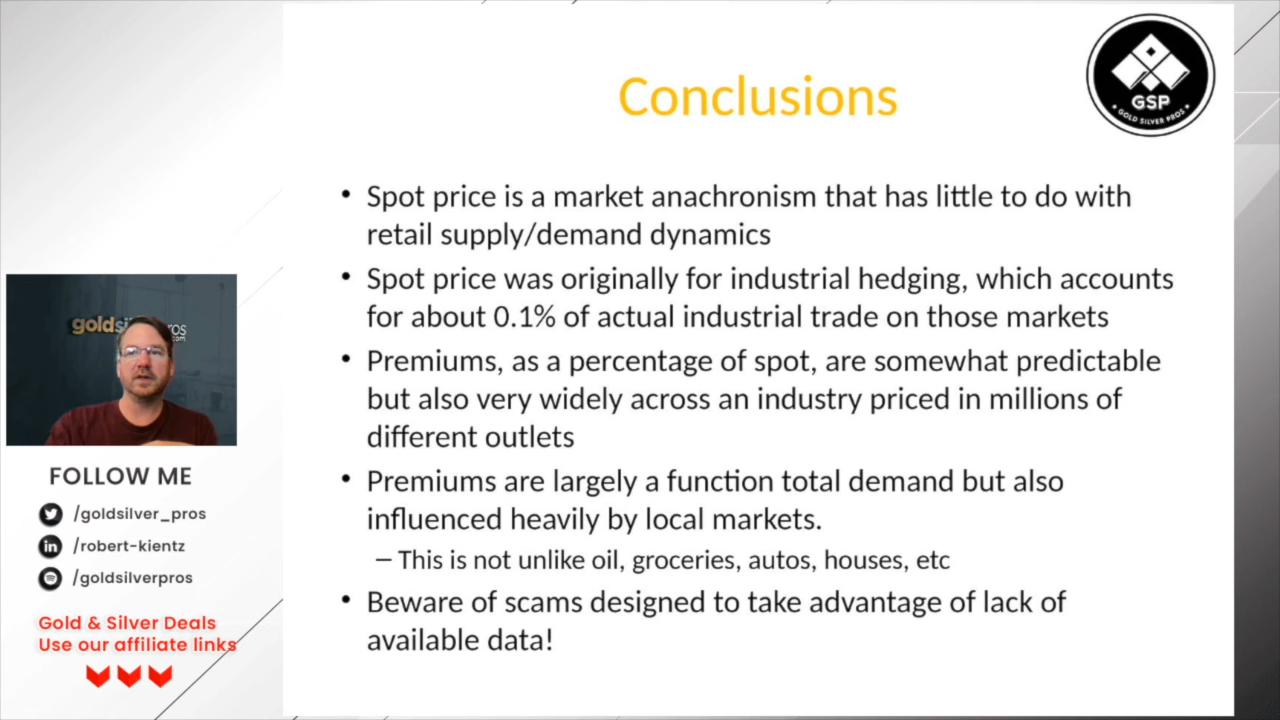 Conclusions
GSP
GOLD SILVER PROS
• Spot price is a market anachronism that has little to do with
retail supply/demand dynamics
• Spot price was originally for industrial hedging, which accounts
for about 0.1% of actual industrial trade on those markets
• Premiums, as a percentage of spot, are somewhat predictable
but also very widely across an industry priced in millions of
different outlets
• Premiums are largely a function total demand but also
influenced heavily by local markets.
– This is not unlike oil, groceries, autos, houses, etc
• Beware of scams designed to take advantage of lack of
available data!
FOLLOW ME
/goldsilver_pros
in /robert-kientz
/goldsilverpros
Gold & Silver Deals
Use our affiliate links